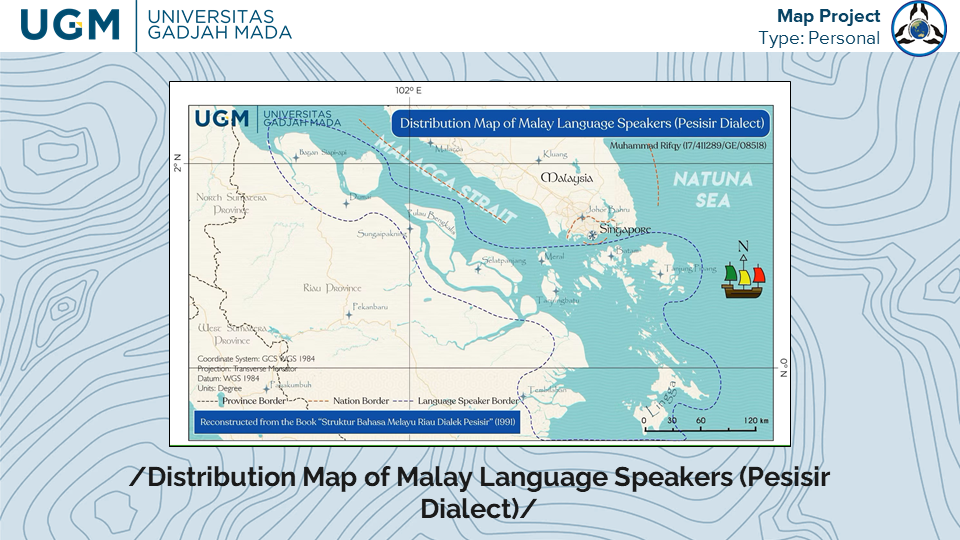 UGM
UNIVERSITAS
GADJAH MADA
Map Project
Type: Personal
102° E
UGM
UNIVERSITAS
GADJAH MADA
Distribution Map of Malay Language Speakers (Pesisir Dialect)
Muhammad Rifqy (17/411289/GE/08518)
2° N
MALACCA STRAIT
NATUNA
SEA
Bagan Siapiapi
Malacca
Kluang
Malaysia
North Sumatera
Province
Dumai
Pulau Bengkalis
Johor Bahru
Singapore
Sungaipakning
Batam
Selatpanjang
Meral
Tanjung Pinang
N
Tanjungbatu
Riau Province
Pekanbaru
West Sumatera
Province
Coordinate System: GCS WGS 1984
Projection: Transverse Mercator
Datum: WGS 1984
Units: Degree
Payakumbuh
Tembilahan
Lingga
N 0°
Province Border
Nation Border
Language Speaker Border
0 30 60 120 km
Reconstructed from the Book "Struktur Bahasa Melayu Riau Dialek Pesisir" (1991)
/Distribution Map of Malay Language Speakers (Pesisir
Dialect)/